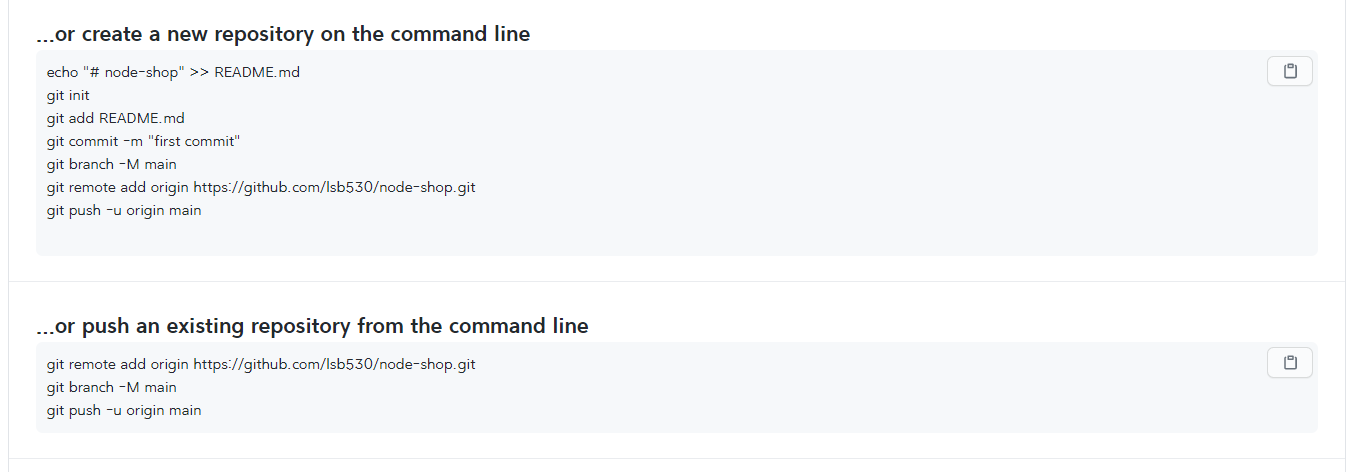 ...or create a new repository on the command line
echo "# node-shop" >> README.md
git init
git add README.md
git commit -m "first commit"
git branch -M main
git remote add origin https://github.com/lsb530/node-shop.git
git push -u origin main
...or push an existing repository from the command line
git remote add origin https://github.com/lsb530/node-shop.git
git branch -M main
git push -u origin main